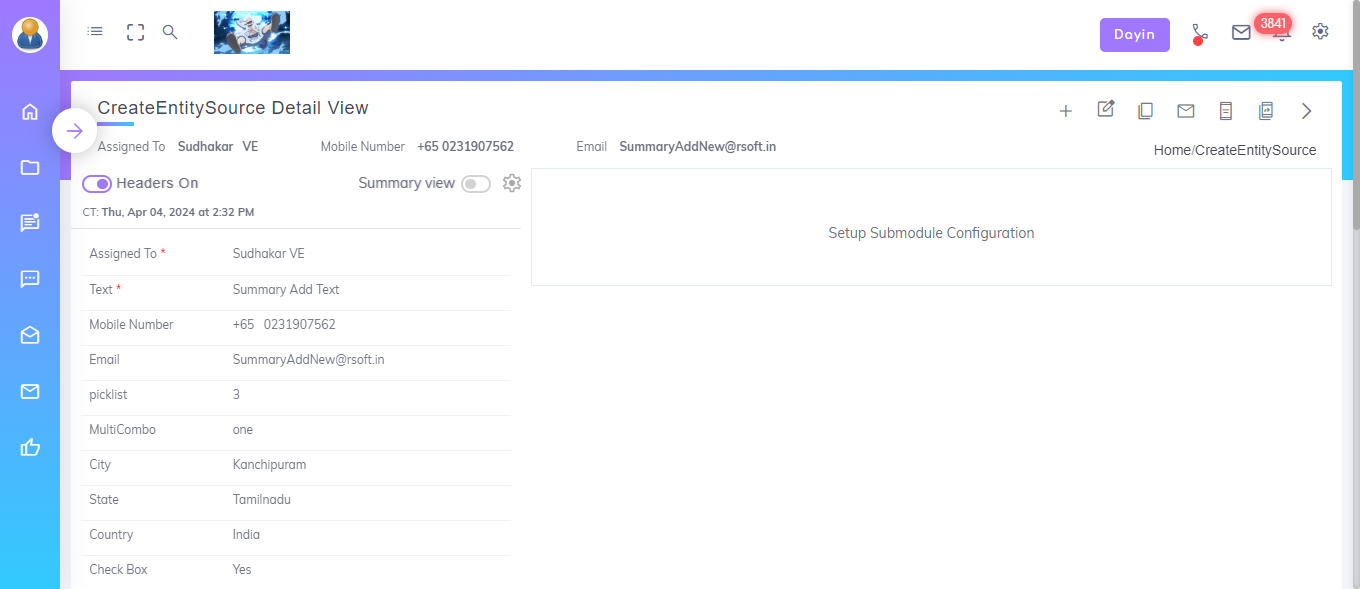 Dayin
3841
CreateEntitySource Detail View
Assigned To Sudhakar VE Mobile Number +65 0231907562 Email SummaryAddNew@rsoft.in
Home/CreateEntitySource
Headers On Summary view
CT: Thu, Apr 04, 2024 at 2:32 PM
Setup Submodule Configuration
Assigned To * Sudhakar VE
Text * Summary Add Text
Mobile Number +65 0231907562
Email SummaryAddNew@rsoft.in
picklist 3
MultiCombo one
City Kanchipuram
State Tamilnadu
Country India
Check Box Yes